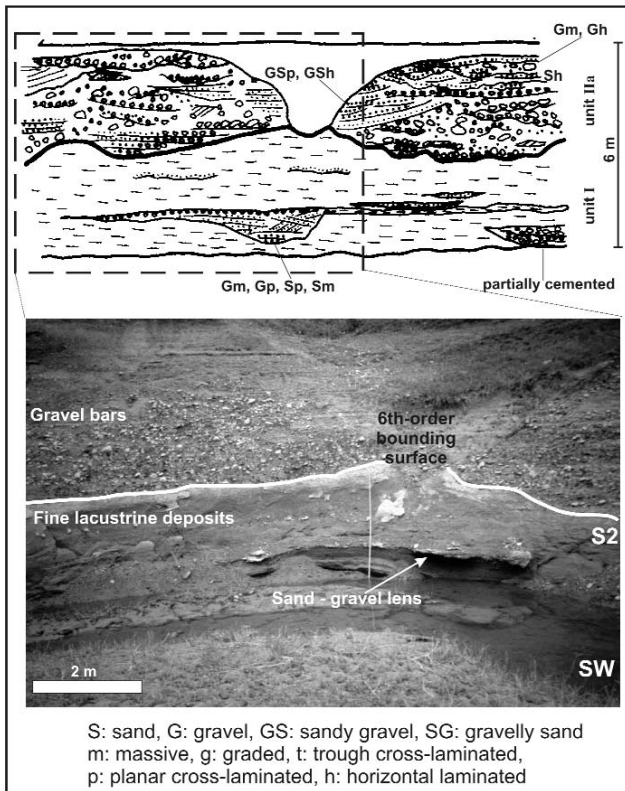 Gm, Gh
GSp, GSh
Sh
unit IIa
6 m
unit I
Gm, Gp, Sp, Sm
partially cemented
Gravel bars
6th-order
bounding
surface
Fine lacustrine deposits
S2
Sand - gravel lens
SW
2 m
S: sand, G: gravel, GS: sandy gravel, SG: gravelly sand
m: massive, g: graded, t: trough cross-laminated,
p: planar cross-laminated, h: horizontal laminated